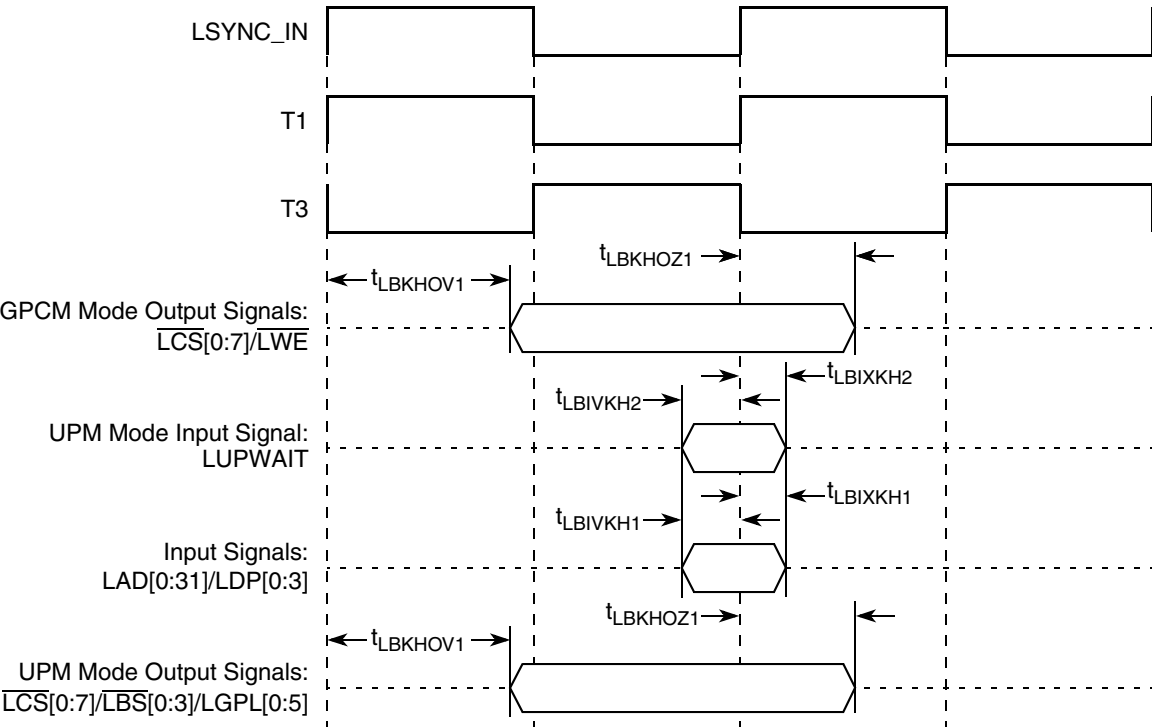 LSYNC_IN
T1
T3
tLBKHOZ1
tLBKHOV1
GPCM Mode Output Signals:
LCS[0:7]/LWE
tLBIXKH2
tLBIVKH2
UPM Mode Input Signal:
LUPWAIT
tLBIXKH1
tLBIVKH1
Input Signals:
LAD[0:31]/LDP[0:3]
tLBKHOZ1
tLBKHOV1
UPM Mode Output Signals:
LCS[0:7]/LBS[0:3]/LGPL[0:5]